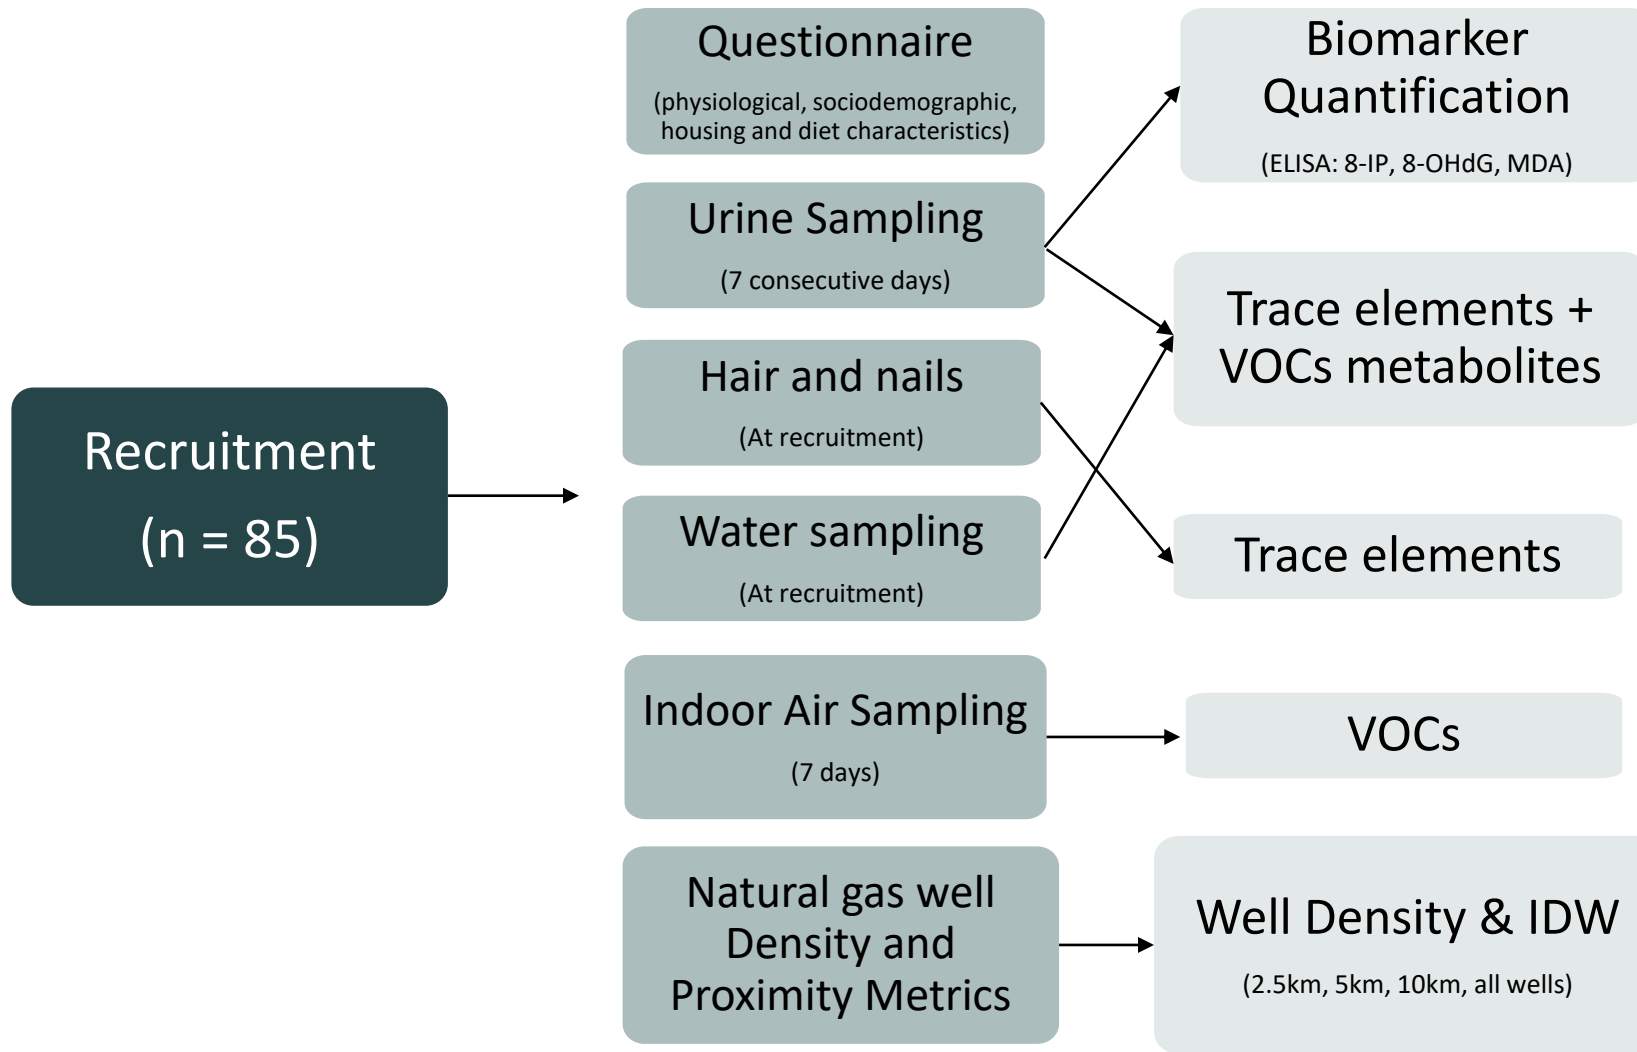 Recruitment
(n = 85)
Questionnaire
(physiological, sociodemographic,
housing and diet characteristics)
Urine Sampling
(7 consecutive days)
Hair and nails
(At recruitment)
Water sampling
(At recruitment)
Indoor Air Sampling
(7 days)
Natural gas well
Density and
Proximity Metrics
Biomarker
Quantification
(ELISA: 8-IP, 8-OHdG, MDA)
Trace elements +
VOCs metabolites
Trace elements
VOCs
Well Density & IDW
(2.5km, 5km, 10km, all wells)